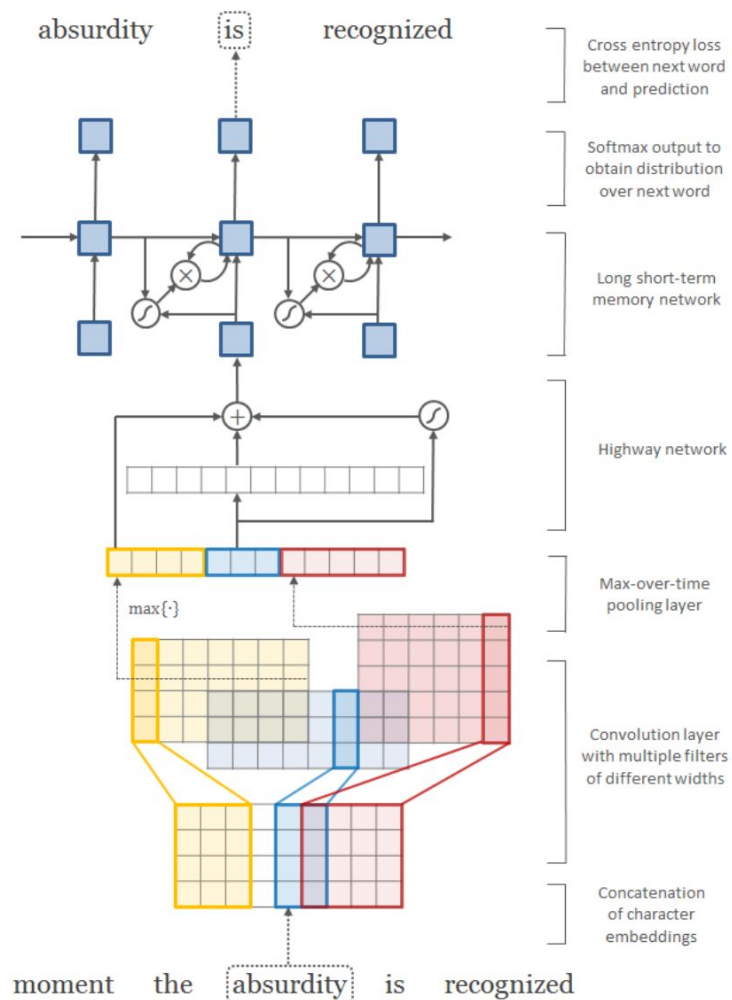 absurdity is recognized
Cross entropy loss
between next word
and prediction
Softmax output to
obtain distribution
over next word
Long short-term
memory network
Highway network
Max-over-time
pooling layer
max{·}
Convolution layer
with multiple filters
of different widths
Concatenation
of character
embeddings
moment the absurdity is recognized